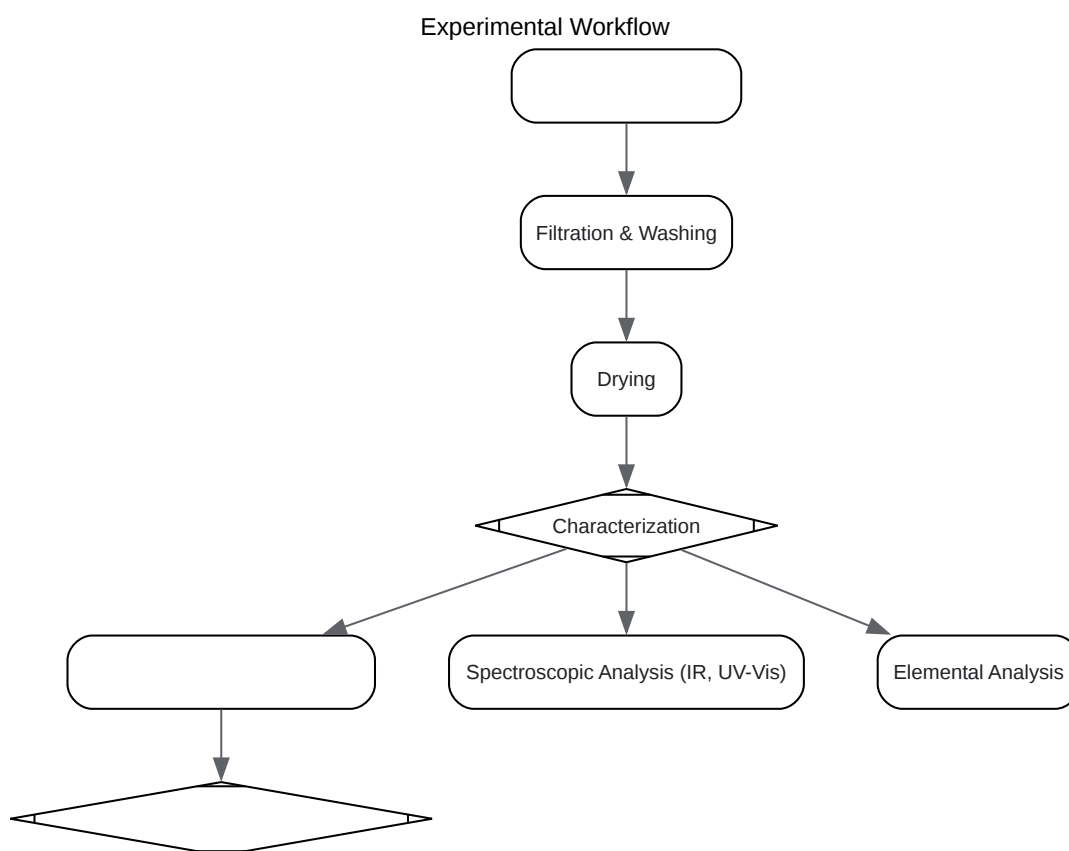 Experimental Workflow
Filtration & Washing
Drying
Characterization
Spectroscopic Analysis (IR, UV-Vis)
Elemental Analysis